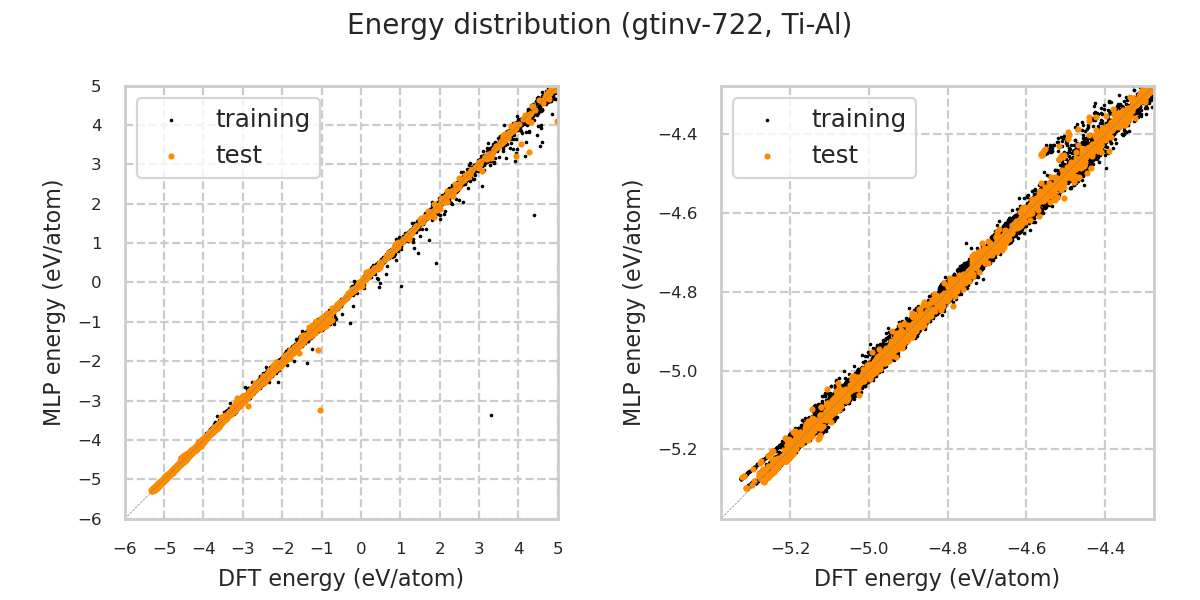 Energy distribution (gtinv-722, Ti-Al)
training
test
5
4
3
2
1
0
−1
−2
−3
−4
−5
−6
−6 −5 −4 −3 −2 −1 0 1 2 3 4 5
MLP energy (eV/atom)
DFT energy (eV/atom)
training
test
−4.4
−4.6
−4.8
−5.0
−5.2
−5.2 −5.0 −4.8 −4.6 −4.4
MLP energy (eV/atom)
DFT energy (eV/atom)